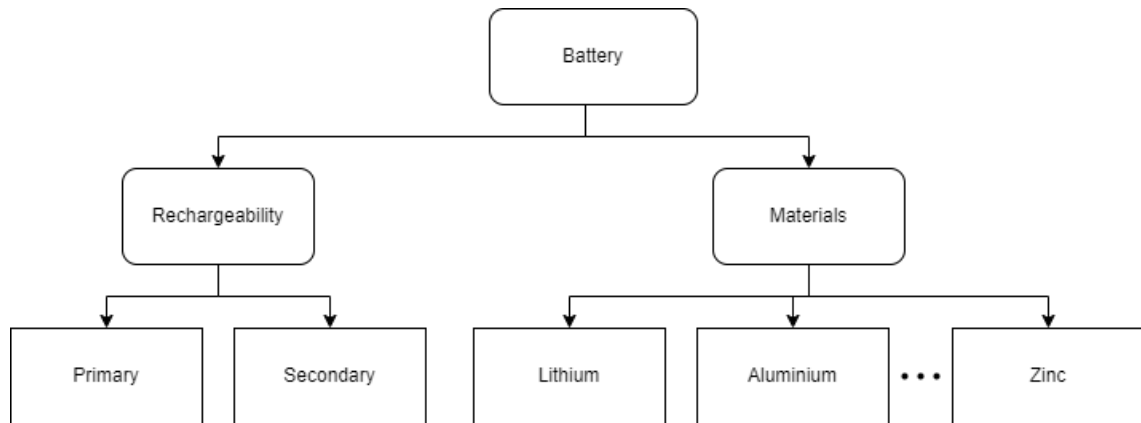 Battery
Rechargeability
Materials
Primary
Secondary
Lithium
Aluminium
•••
Zinc